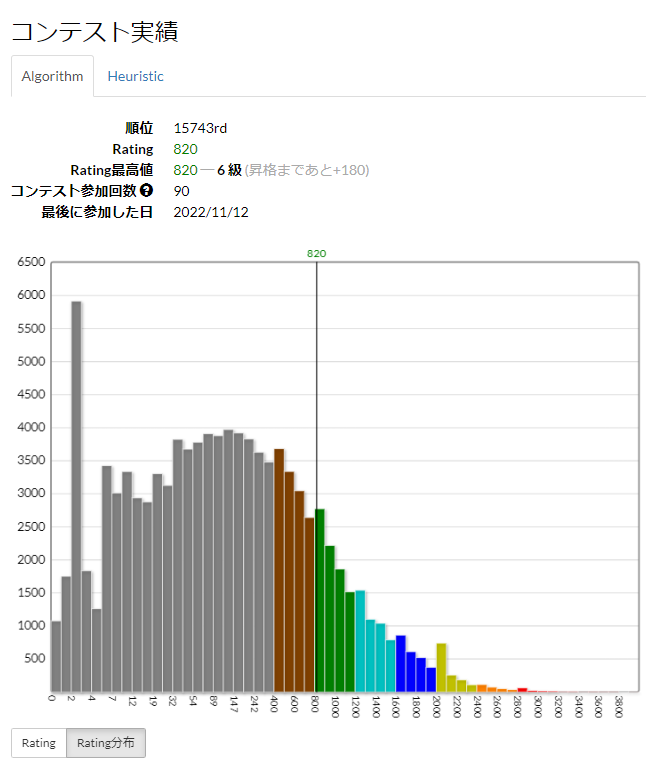 コンテスト実績
Algorithm Heuristic
順位 15743rd
Rating 820
Rating最高値 820 ― 6 級 (昇格まであと+180)
コンテスト参加回数 ? 90
最後に参加した日 2022/11/12
820
6500
6000
5500
5000
4500
4000
3500
3000
2500
2000
1500
1000
500
0 2 4 7 12 19 32 54 89 147 242 400 600 800 1000 1200 1400 1600 1800 2000 2200 2400 2600 2800 3000 3200 3400 3600 3800
Rating Rating分布